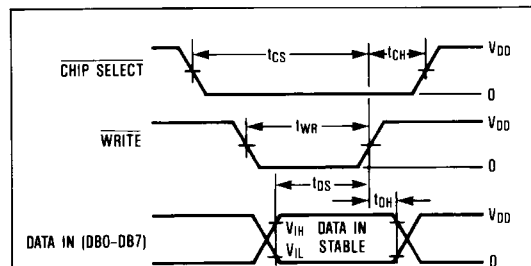 tCS
tCH
VDD
CHIP SELECT
0
tWR
VDD
WRITE
0
tDS
tDH
VDD
VIH
DATA IN
DATA IN (DB0-DB7)
VIL
STABLE
0